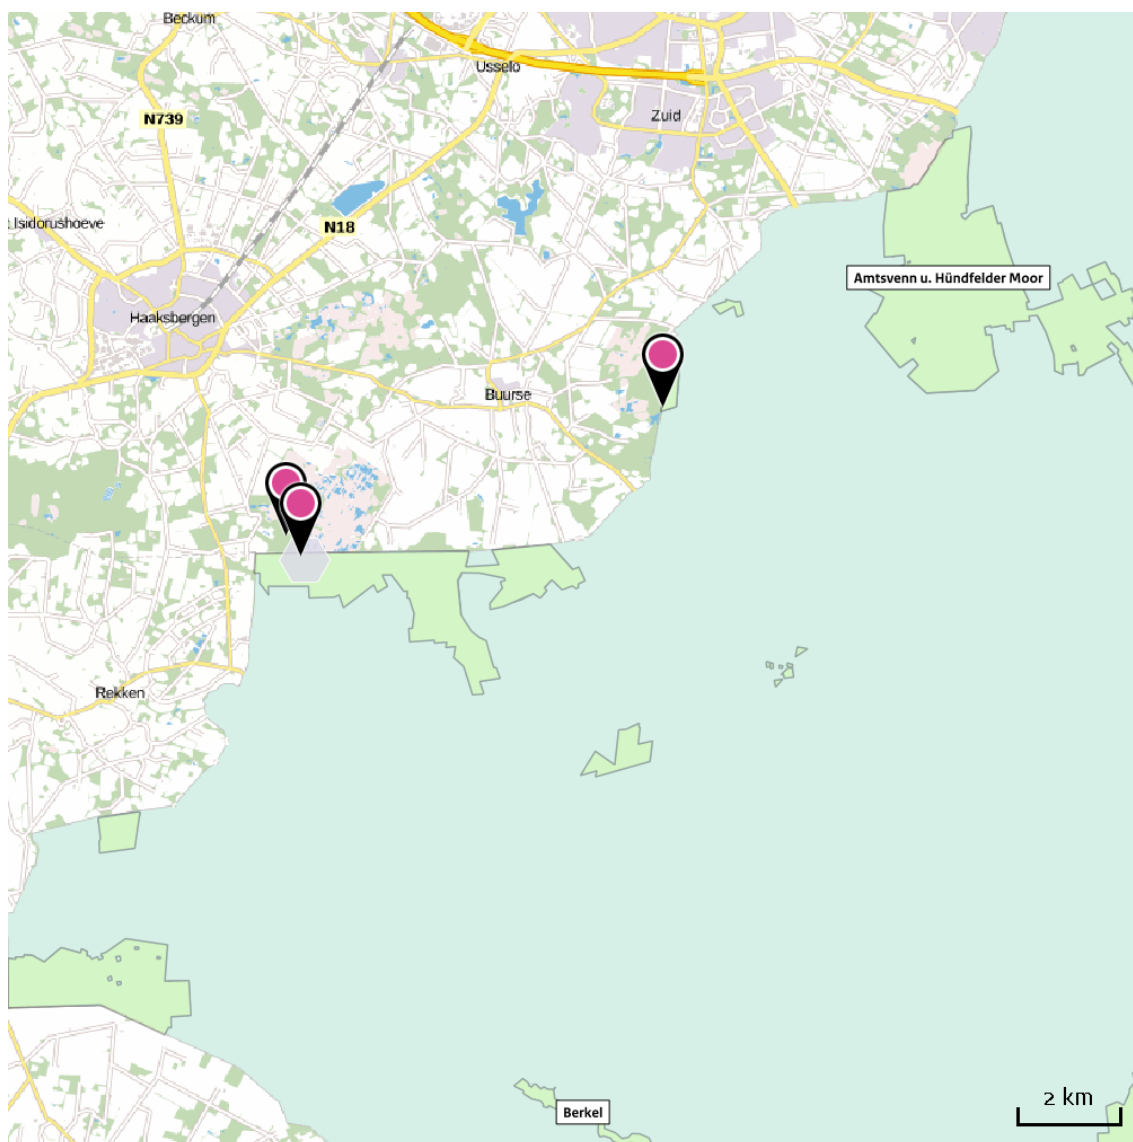 Beckum
Usselo
N739
Zuid
Isidorushoeve
N18
Amtsvenn u. Hündfelder Moor
Haaksbergen
Buurse
Rekken
2 km
Berkel